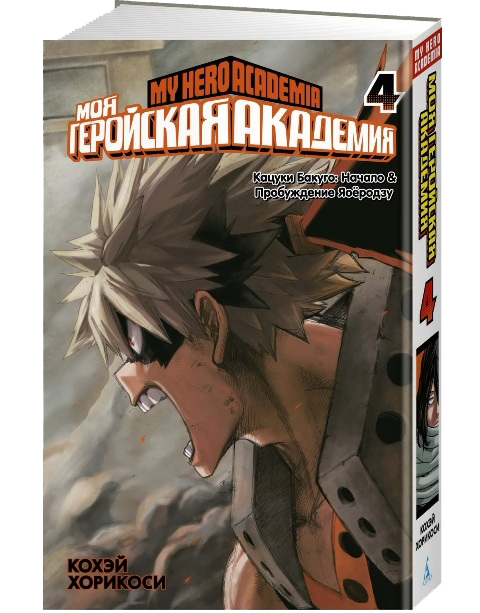 MY HERO ACADEMIA
4
МОЯ
ГЕРОЙСКАЯ АКАДЕМИЯ
Кацуки Бакуго: Начало &
Пробуждение Яоёродзу
КОХЭЙ
ХОРИКОСИ
MY HERO
ACADEMIA
МОЯ ГЕРОЙСКАЯ
АКАДЕМИЯ
4
КОХЭЙ
ХОРИКОСИ